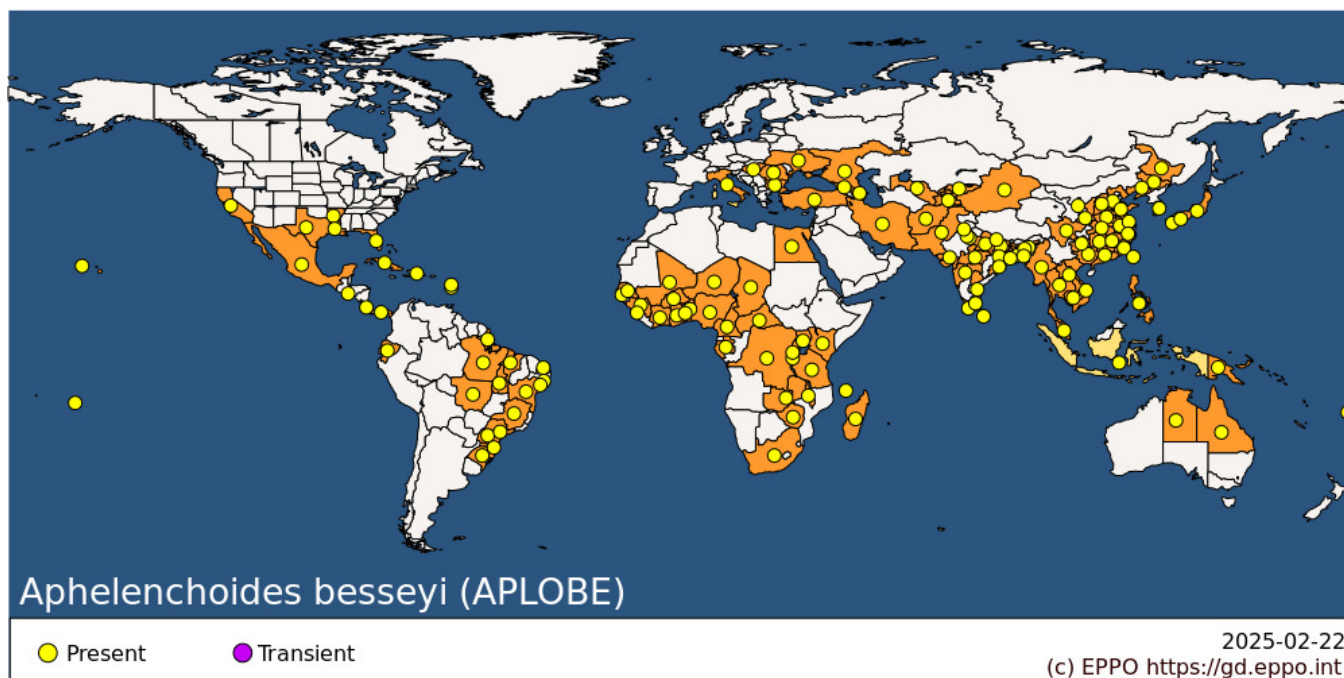 Aphelenchoides besseyi (APLOBE)
Present
Transient
2025-02-22
(c) EPPO https://gd.eppo.int